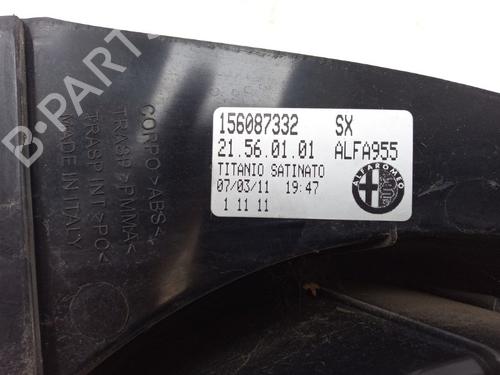 B-Parts
156087332 SX
21.56.01.01 ALFA955
TITANIO SATINATO
07/03/11 19:47
1 11 11
ALFA ROMEO
CORPO >ABS<
TRASP. >PMMA<
TRASP. INT. >PC<
MADE IN ITALY